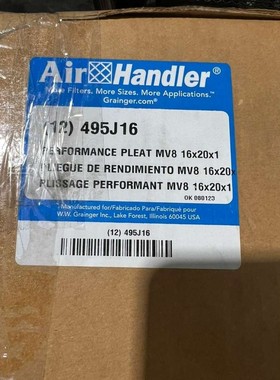 Air Handler®
More Filters. More Sizes. More Originality.™
Grainger.com®
(12) 495J16
PERFORMANCE PLEAT MV8 16x20x1
PLIEGUE DE RENDIMIENTO MV8 16x20x
PLISSAGE PERFORMANT MV8 16x20x1
OK 080123
Manufactured for/Fabricado Para/Fabriqué pour
W.W. Grainger Inc., Lake Forest, Illinois 60045 USA
(12) 495J16